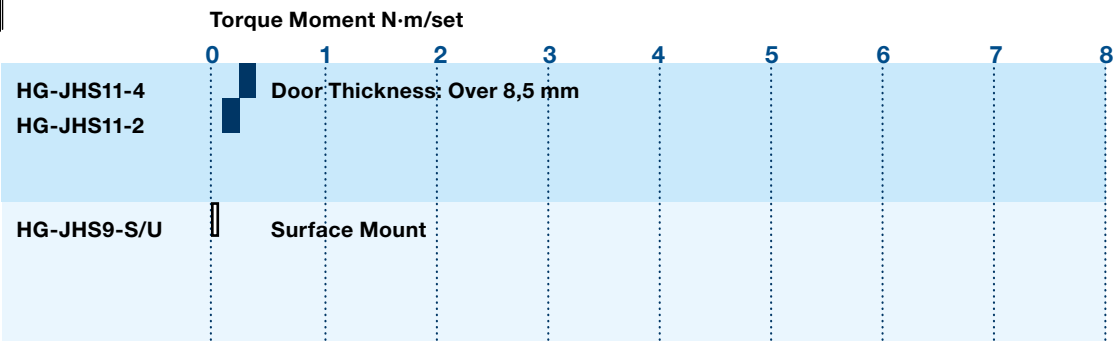 Torque Moment N·m/set
0 1 2 3 4 5 6 7 8
HG-JHS11-4 Door Thickness: Over 8,5 mm
HG-JHS11-2
HG-JHS9-S/U Surface Mount